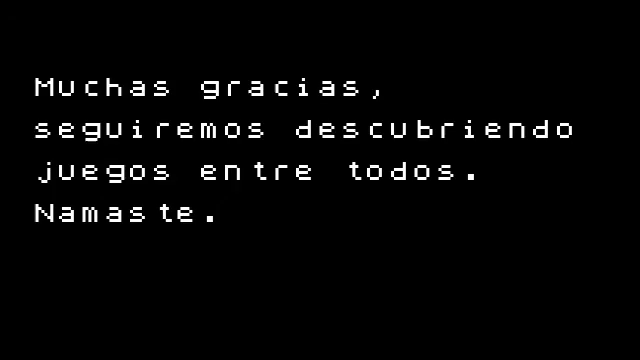 Muchas gracias,
seguiremos descubriendo
juegos entre todos.
Namaste.